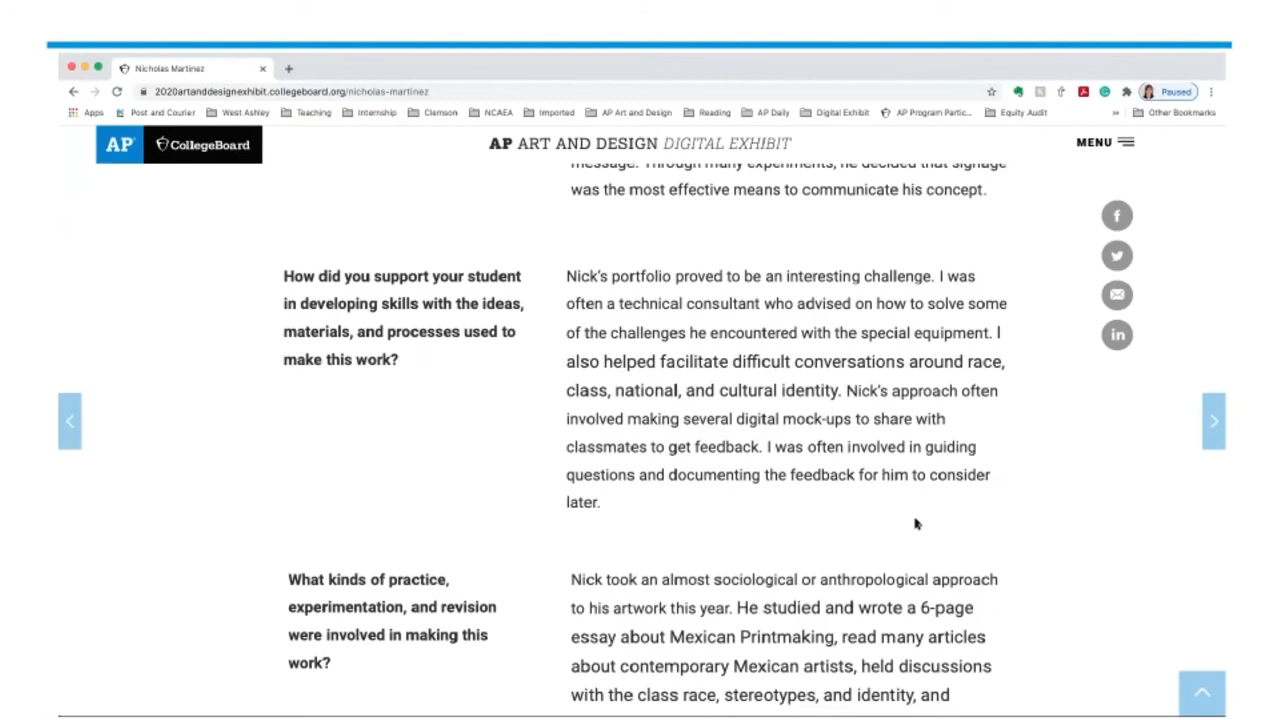 Nicholas Martinez
2020artanddesignexhibit.collegeboard.org/nicholas-martinez
Paused
Apps Post and Courier West Ashley Teaching Internship Clemson NCAEA Imported AP Art and Design Reading AP Daily Digital Exhibit AP Program Partic... Equity Audit » Other Bookmarks
AP CollegeBoard
AP ART AND DESIGN DIGITAL EXHIBIT
MENU
message. Through many experiments, he decided that signage
was the most effective means to communicate his concept.
How did you support your student
in developing skills with the ideas,
materials, and processes used to
make this work?
Nick's portfolio proved to be an interesting challenge. I was
often a technical consultant who advised on how to solve some
of the challenges he encountered with the special equipment. I
also helped facilitate difficult conversations around race,
class, national, and cultural identity. Nick's approach often
involved making several digital mock-ups to share with
classmates to get feedback. I was often involved in guiding
questions and documenting the feedback for him to consider
later.
What kinds of practice,
experimentation, and revision
were involved in making this
work?
Nick took an almost sociological or anthropological approach
to his artwork this year. He studied and wrote a 6-page
essay about Mexican Printmaking, read many articles
about contemporary Mexican artists, held discussions
with the class race, stereotypes, and identity, and